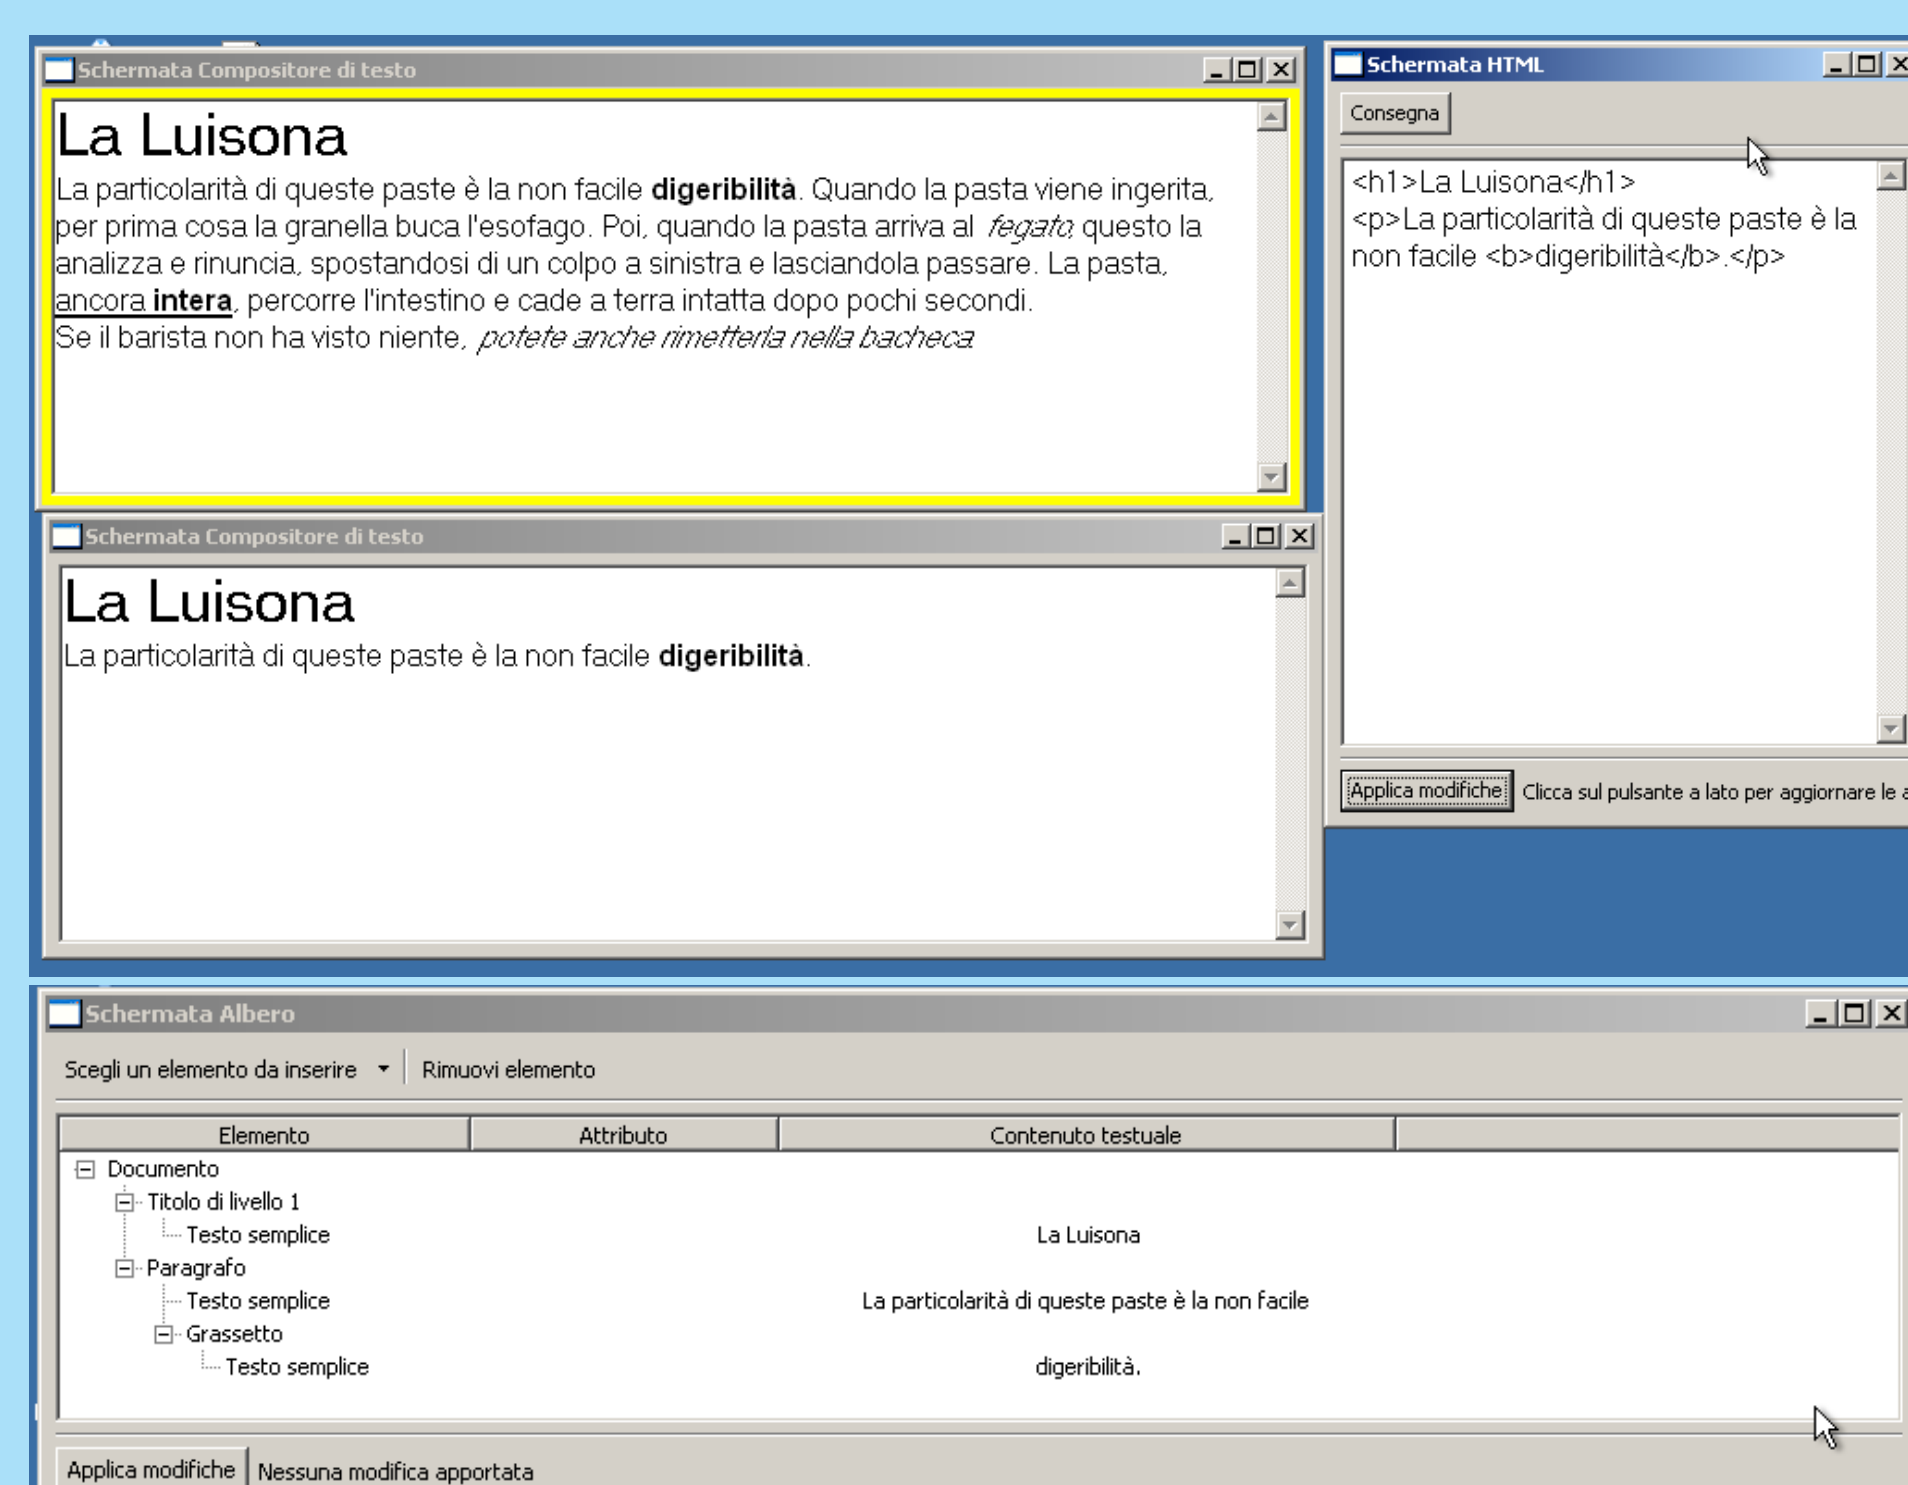 Schermata Compositore di testo
La Luisona
La particolarità di queste paste è la non facile digeribilità. Quando la pasta viene ingerita,
per prima cosa la granella buca l'esofago. Poi, quando la pasta arriva al fegato, questo la
analizza e rinuncia, spostandosi di un colpo a sinistra e lasciandola passare. La pasta,
ancora intera, percorre l'intestino e cade a terra intatta dopo pochi secondi.
Se il barista non ha visto niente, potete anche rimetterla nella bacheca
Schermata HTML
Consegna
<h1>La Luisona</h1>
<p>La particolarità di queste paste è la
non facile <b>digeribilità</b>.</p>
Applica modifiche Clicca sul pulsante a lato per aggiornare le a
Schermata Compositore di testo
La Luisona
La particolarità di queste paste è la non facile digeribilità.
Schermata Albero
Scegli un elemento da inserire Rimuovi elemento
Elemento Attributo Contenuto testuale
Documento
Titolo di livello 1
Testo semplice La Luisona
Paragrafo
Testo semplice La particolarità di queste paste è la non facile
Grassetto
Testo semplice digeribilità.
Applica modifiche Nessuna modifica apportata